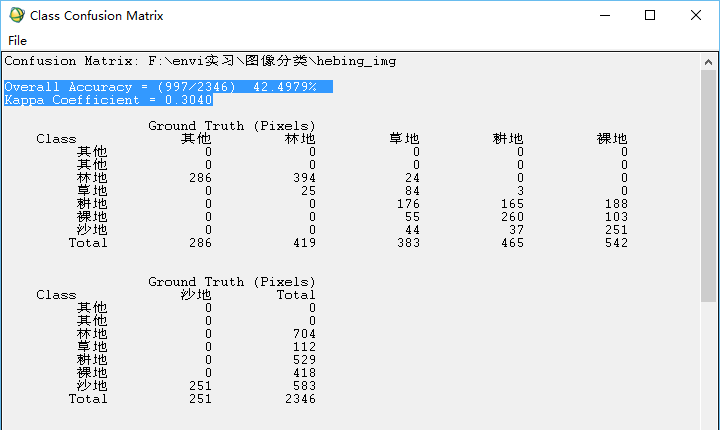 Class Confusion Matrix
File
Confusion Matrix: F:\envi实习\图像分类\hebing_img
Overall Accuracy = (997/2346) 42.4979%
Kappa Coefficient = 0.3040
Ground Truth (Pixels)
Class 其他 林地 草地 耕地 裸地
其他 0 0 0 0 0
其他 0 0 0 0 0
林地 286 394 24 0 0
草地 0 25 84 3 0
耕地 0 0 176 165 188
裸地 0 0 55 260 103
沙地 0 0 44 37 251
Total 286 419 383 465 542
Ground Truth (Pixels)
Class 沙地 Total
其他 0 0
其他 0 0
林地 0 704
草地 0 112
耕地 0 529
裸地 0 418
沙地 251 583
Total 251 2346